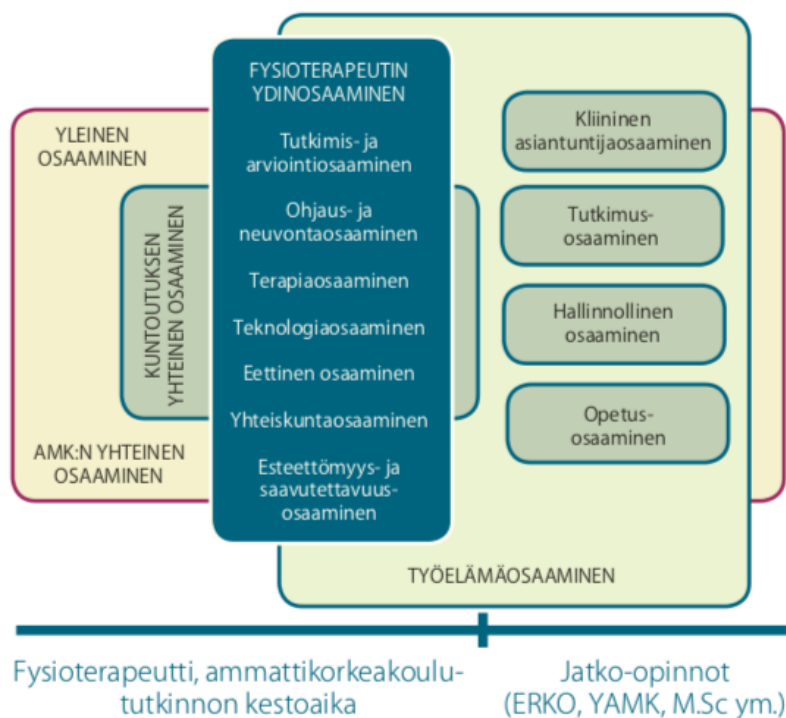 YLEINEN
OSAAMINEN
KUNTOUTUKSEN
YHTEINEN OSAAMINEN
AMK:N YHTEINEN
OSAAMINEN
FYSIOTERAPEUTIN
YDINOSAAMINEN
Tutkimis- ja
arviointiosaaminen
Ohjaus- ja
neuvontaosaaminen
Terapiaosaaminen
Teknologiaosaaminen
Eettinen osaaminen
Yhteiskuntaosaaminen
Esteettömyys- ja
saavutettavuus-
osaaminen
Kliininen
asiantuntijaosaaminen
Tutkimus-
osaaminen
Hallinnollinen
osaaminen
Opetus-
osaaminen
TYÖELÄMÄOSAAMINEN
Fysioterapeutti, ammattikorkeakoulu-
tutkinnon kestoaika
Jatko-opinnot
(ERKO, YAMK, M.Sc ym.)